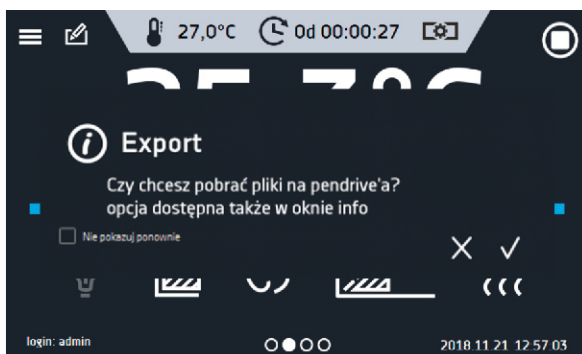 27,0°C 0d 00:00:27
Export
Czy chcesz pobrać pliki na pendrive'a?
opcja dostępna także w oknie info
Nie pokazuj ponownie
login: admin 2018.11.21 12:57:03